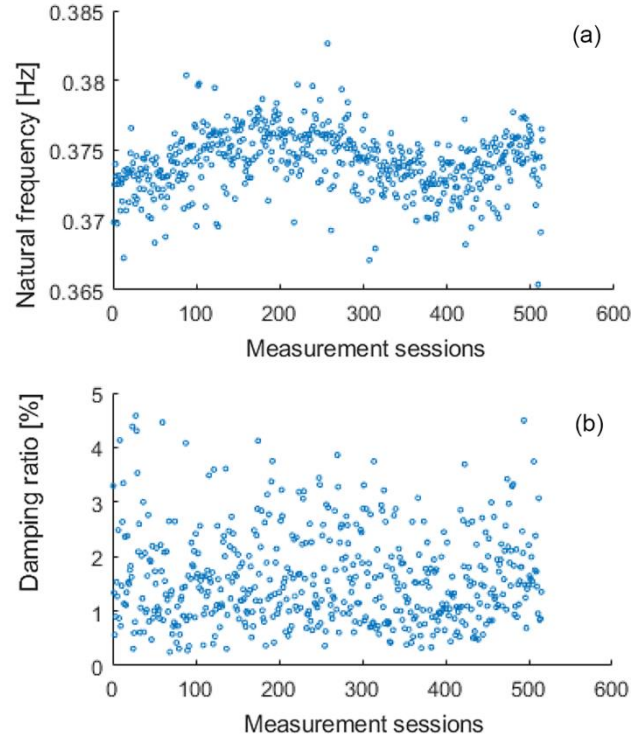 (a)
Natural frequency [Hz]
0.385
0.38
0.375
0.37
0.365
0 100 200 300 400 500 600
Measurement sessions
(b)
Damping ratio [%]
5
4
3
2
1
0
0 100 200 300 400 500 600
Measurement sessions